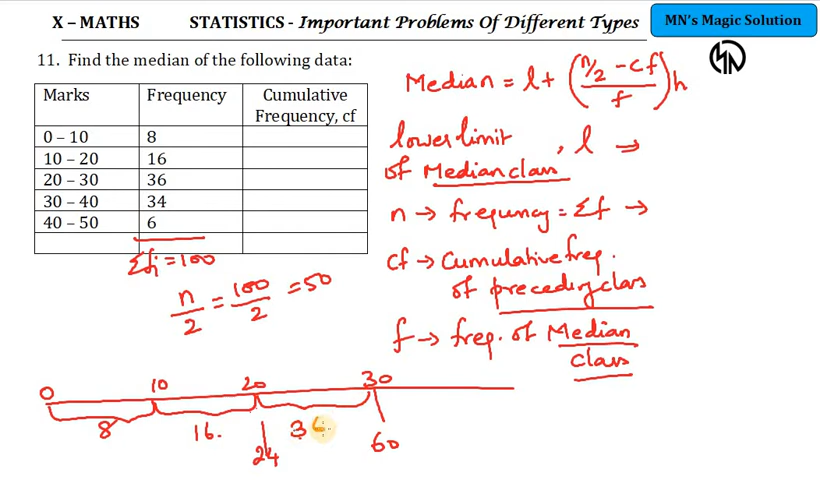 X – MATHS STATISTICS - Important Problems Of Different Types
MN's Magic Solution
11. Find the median of the following data:
Marks Frequency Cumulative Frequency, cf
0 – 10 8
10 – 20 16
20 – 30 36
30 – 40 34
40 – 50 6
Σfi = 100
n/2 = 100/2 = 50
Median = l + (n/2 - cf / f) h
lower limit
of Median class , l →
n → frequncy = Σf →
cf → Cumulative freq.
of preceding class
f → freq. of Median
class
0 10 20 30
8 16. 3
24 60